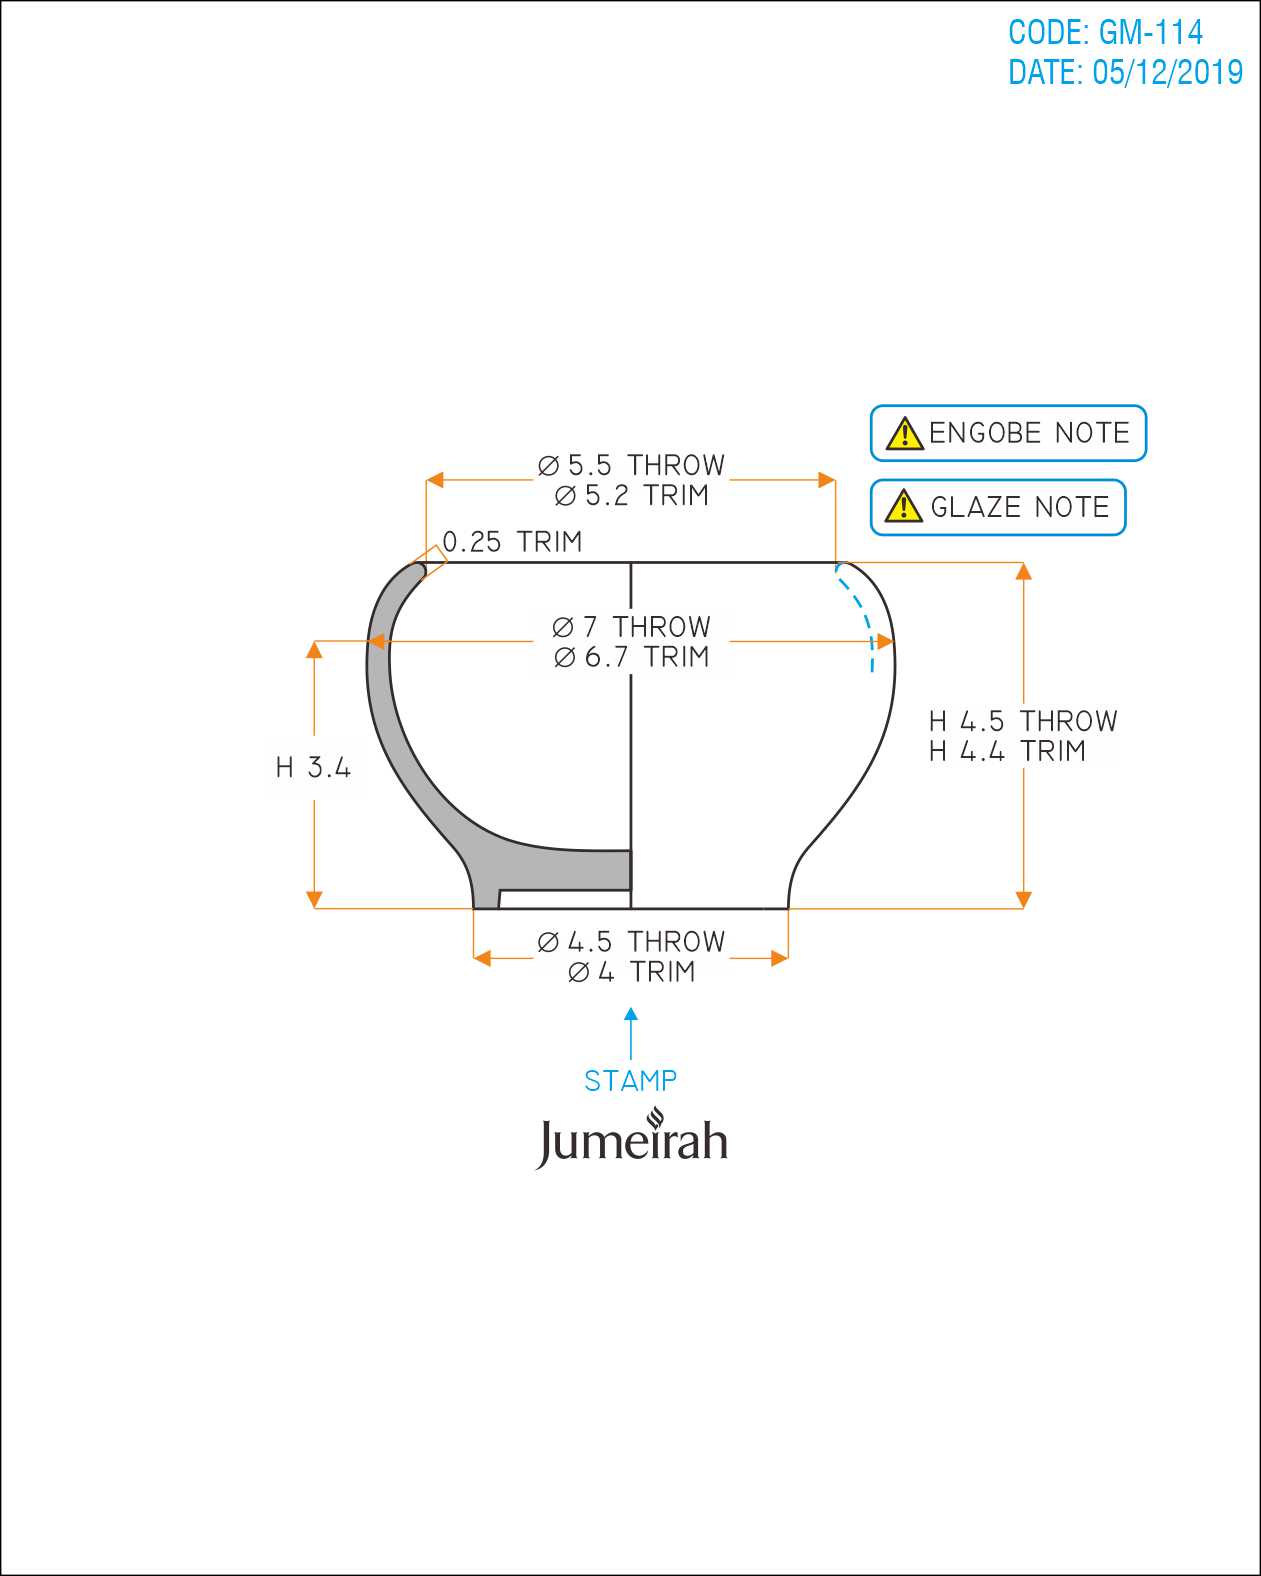 CODE: GM-114
DATE: 05/12/2019
ENGOBE NOTE
GLAZE NOTE
Ø 5.5 THROW
Ø 5.2 TRIM
0.25 TRIM
Ø 7 THROW
Ø 6.7 TRIM
H 4.5 THROW
H 4.4 TRIM
H 3.4
Ø 4.5 THROW
Ø 4 TRIM
STAMP
Jumeirah